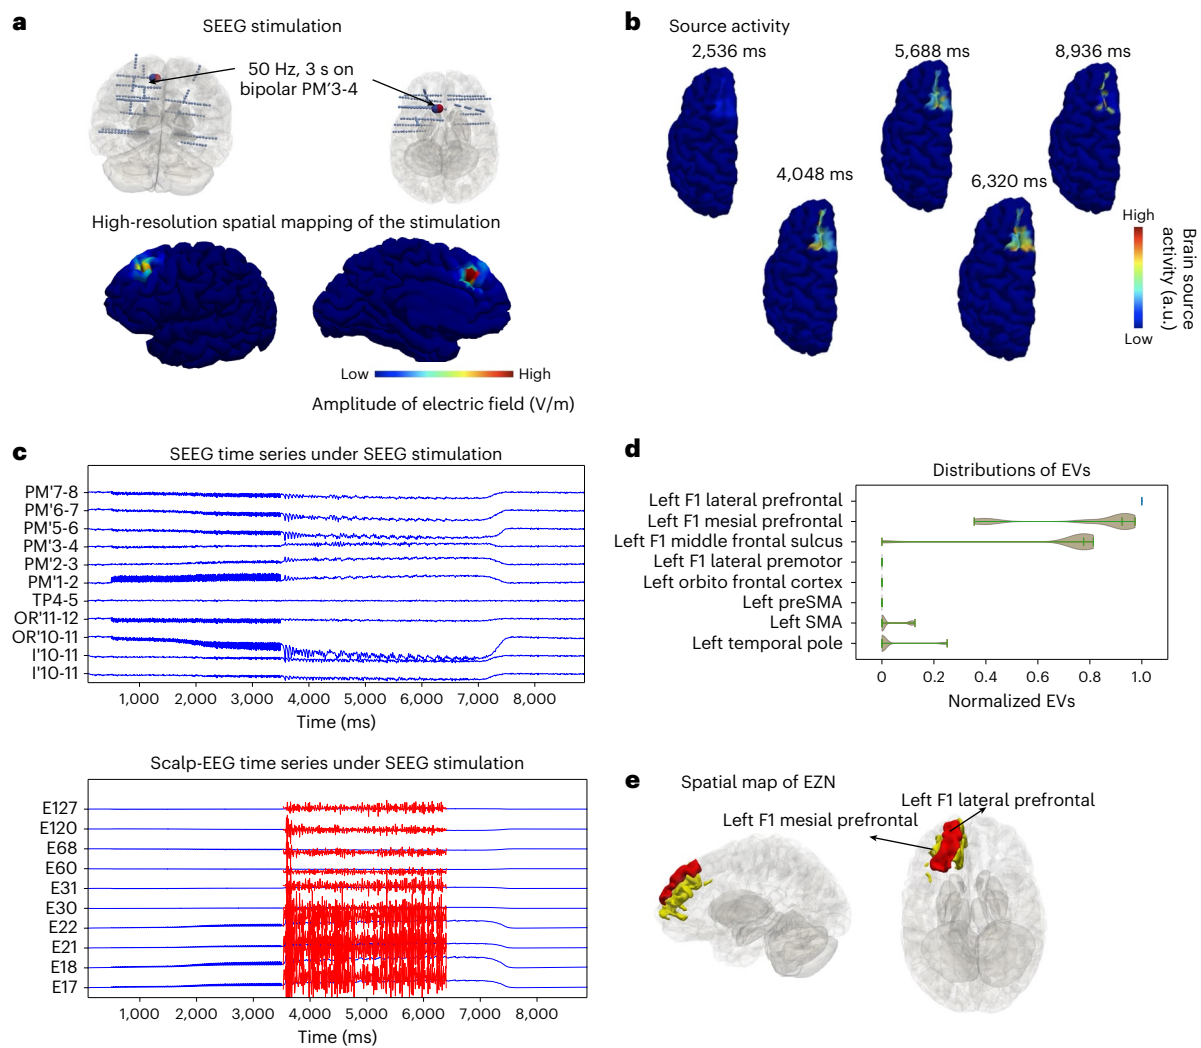 a
SEEG stimulation
50 Hz, 3 s on
bipolar PM′3-4
High-resolution spatial mapping of the stimulation
Low
High
Amplitude of electric field (V/m)
b
Source activity
2,536 ms
5,688 ms
8,936 ms
4,048 ms
6,320 ms
High
Low
Brain source
activity (a.u.)
c
SEEG time series under SEEG stimulation
PM'7-8
PM'6-7
PM'5-6
PM'3-4
PM'2-3
PM'1-2
TP4-5
OR'11-12
OR'10-11
I'10-11
I'10-11
1,000 2,000 3,000 4,000 5,000 6,000 7,000 8,000
Time (ms)
Scalp-EEG time series under SEEG stimulation
E127
E120
E68
E60
E31
E30
E22
E21
E18
E17
1,000 2,000 3,000 4,000 5,000 6,000 7,000 8,000
Time (ms)
d
Distributions of EVs
Left F1 lateral prefrontal
Left F1 mesial prefrontal
Left F1 middle frontal sulcus
Left F1 lateral premotor
Left orbito frontal cortex
Left preSMA
Left SMA
Left temporal pole
0 0.2 0.4 0.6 0.8 1.0
Normalized EVs
e
Spatial map of EZN
Left F1 lateral prefrontal
Left F1 mesial prefrontal